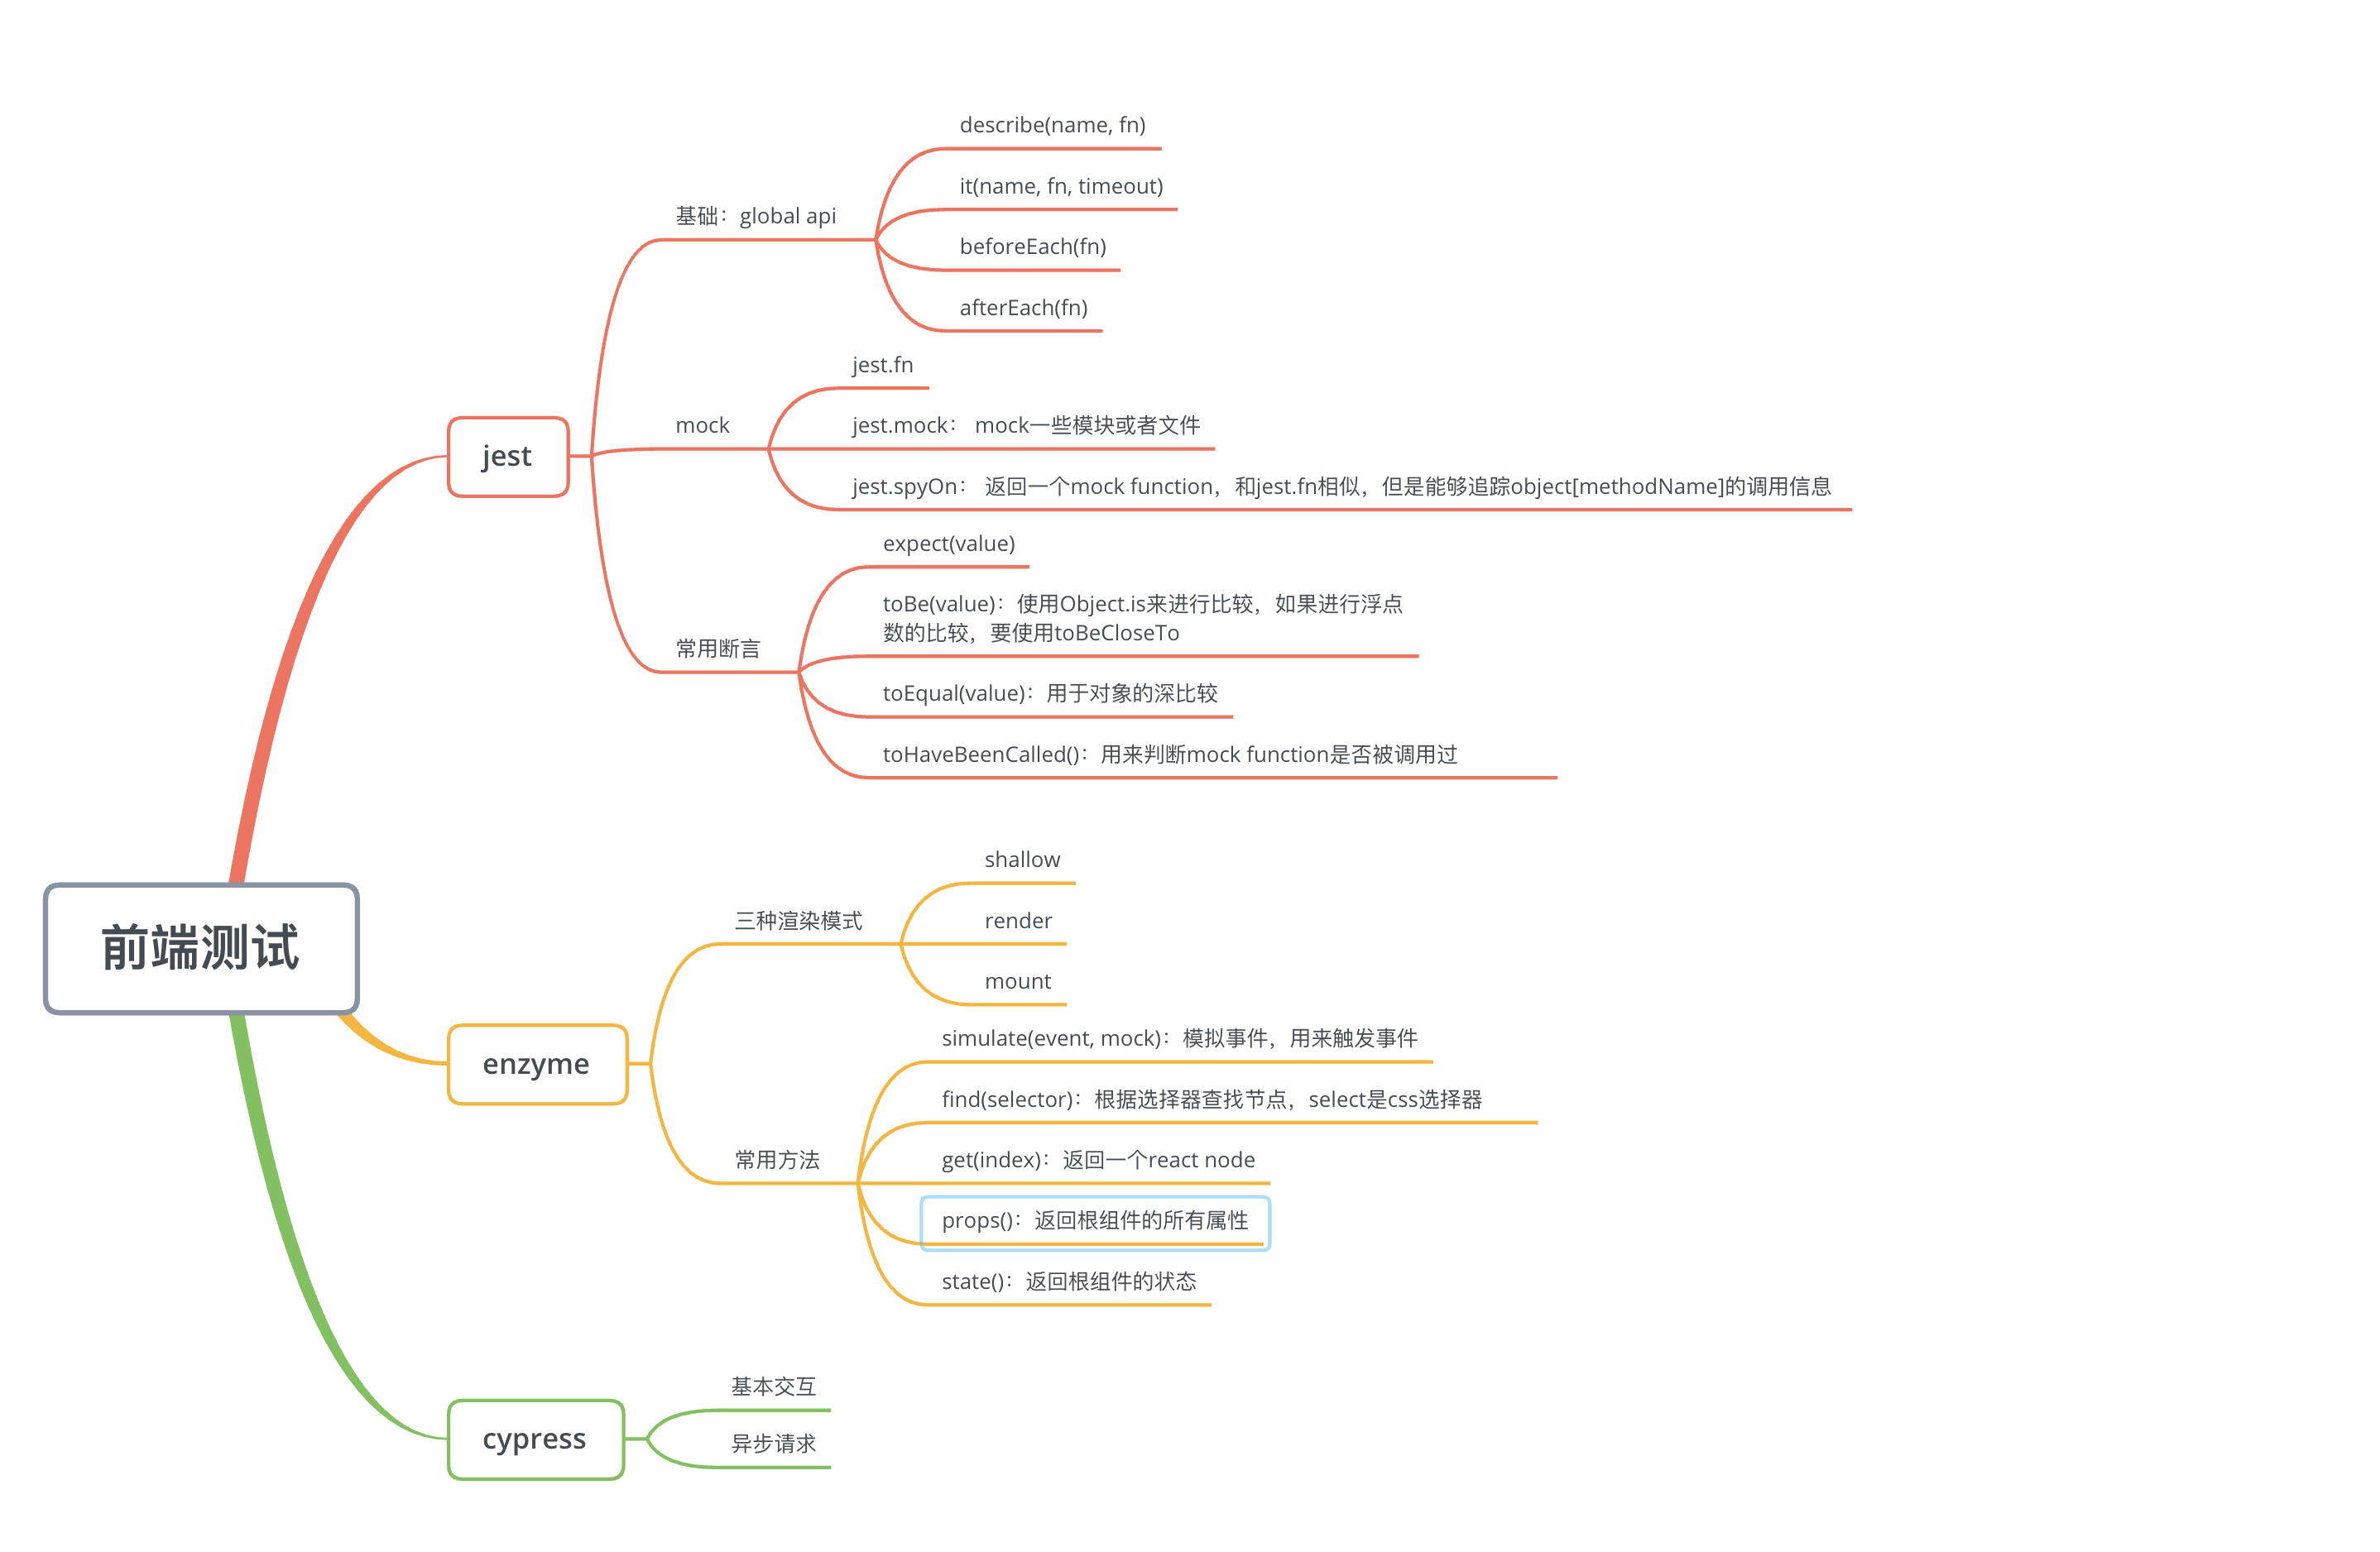 前端测试
jest
基础：global api
describe(name, fn)
it(name, fn, timeout)
beforeEach(fn)
afterEach(fn)
mock
jest.fn
jest.mock： mock一些模块或者文件
jest.spyOn： 返回一个mock function，和jest.fn相似，但是能够追踪object[methodName]的调用信息
常用断言
expect(value)
toBe(value)：使用Object.is来进行比较，如果进行浮点
数的比较，要使用toBeCloseTo
toEqual(value)：用于对象的深比较
toHaveBeenCalled()：用来判断mock function是否被调用过
enzyme
三种渲染模式
shallow
render
mount
常用方法
simulate(event, mock)：模拟事件，用来触发事件
find(selector)：根据选择器查找节点，select是css选择器
get(index)：返回一个react node
props()：返回根组件的所有属性
state()：返回根组件的状态
cypress
基本交互
异步请求